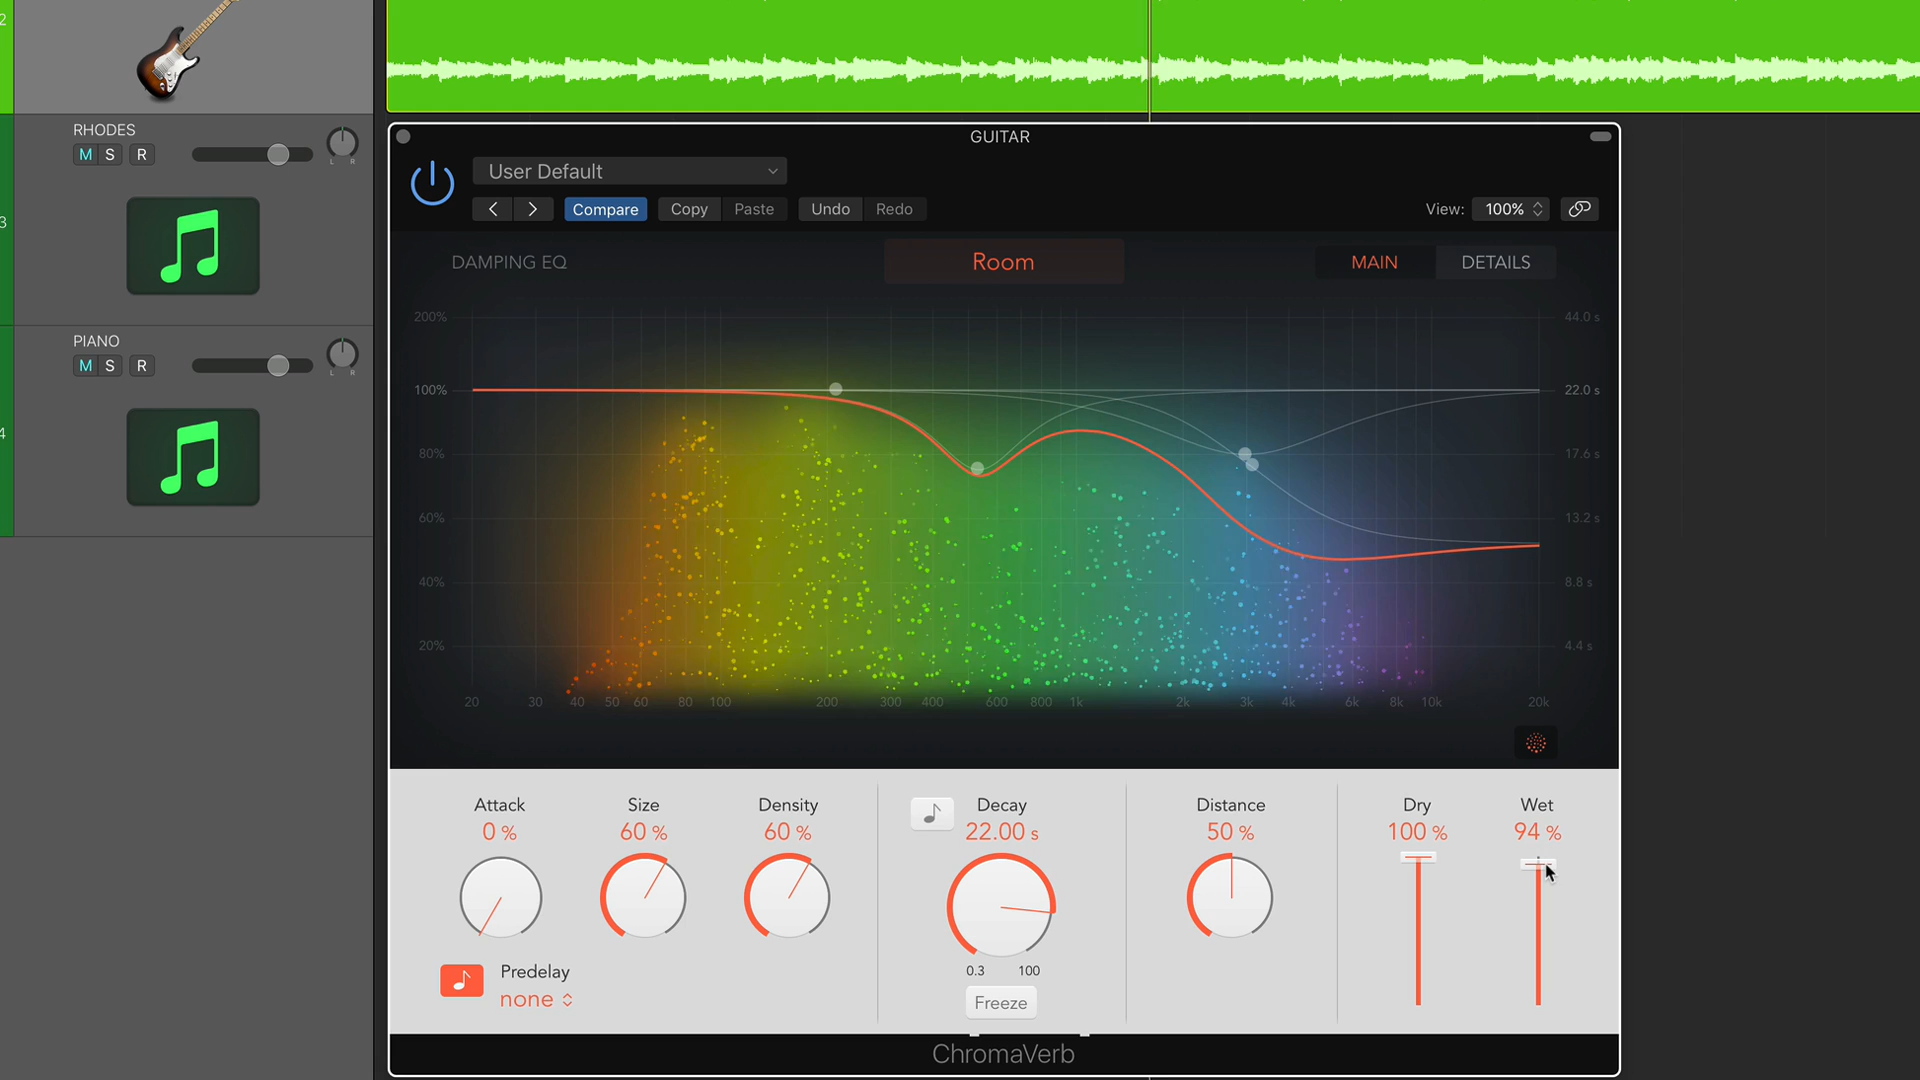 2
RHODES
M S R
L R
3
PIANO
M S R
L R
4
GUITAR
User Default
Compare Copy Paste Undo Redo
View: 100%
DAMPING EQ
Room
MAIN DETAILS
200% 44.0 s
100% 22.0 s
80% 17.6 s
60% 13.2 s
40% 8.8 s
20% 4.4 s
20 30 40 50 60 80 100 200 300 400 600 800 1k 2k 3k 4k 6k 8k 10k 20k
Attack Size Density Decay Distance Dry Wet
0 % 60 % 60 % 22.00 s 50 % 100 % 94 %
0.3 100
Predelay
none
Freeze
ChromaVerb